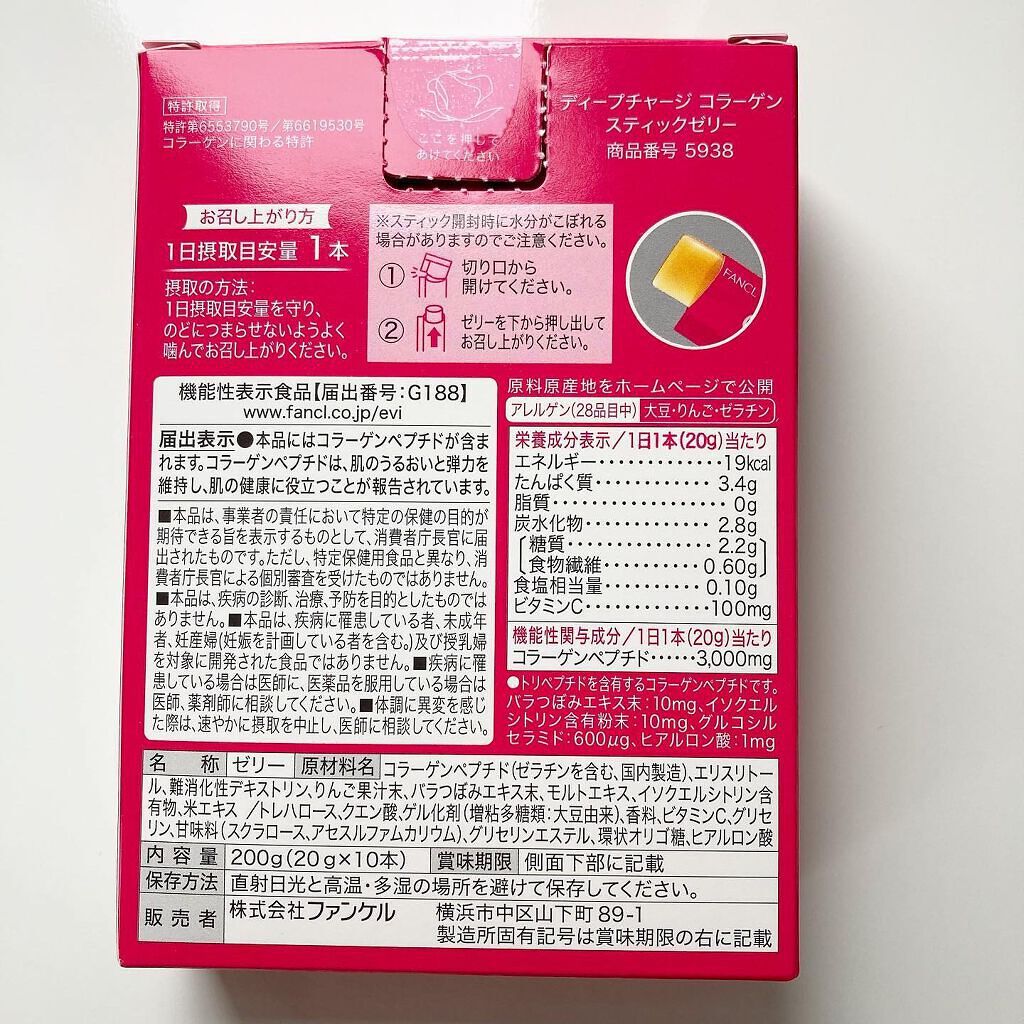 特許取得
特許第6553790号/第6619530号
コラーゲンに関わる特許
ここを押して
あけてください
ディープチャージ コラーゲン
スティックゼリー
商品番号 5938
お召し上がり方
1日摂取目安量 1本
摂取の方法:
1日摂取目安量を守り、
のどにつまらせないようよく
噛んでお召し上がりください。
※スティック開封時に水分がこぼれる
場合がありますのでご注意ください。
① 切り口から
開けてください。
② ゼリーを下から押し出して
お召し上がりください。
FANCL
機能性表示食品【届出番号:G188】
www.fancl.co.jp/evi
届出表示●本品にはコラーゲンペプチドが含ま
れます。コラーゲンペプチドは、肌のうるおいと弾力を
維持し、肌の健康に役立つことが報告されています。
■本品は、事業者の責任において特定の保健の目的が
期待できる旨を表示するものとして、消費者庁長官に届
出されたものです。ただし、特定保健用食品と異なり、消
費者庁長官による個別審査を受けたものではありません。
■本品は、疾病の診断、治療、予防を目的としたものでは
ありません。■本品は、疾病に罹患している者、未成年
者、妊産婦(妊娠を計画している者を含む。)及び授乳婦
を対象に開発された食品ではありません。■疾病に罹
患している場合は医師に、医薬品を服用している場合は
医師、薬剤師に相談してください。■体調に異変を感じ
た際は、速やかに摂取を中止し、医師に相談してください。
原料原産地をホームページで公開
アレルゲン(28品目中) 大豆・りんご・ゼラチン
栄養成分表示/1日1本(20g)当たり
エネルギー・・・・・・・・・・・・・19kcal
たんぱく質・・・・・・・・・・・・3.4g
脂質・・・・・・・・・・・・・・・・・0g
炭水化物・・・・・・・・・・・・・2.8g
糖質・・・・・・・・・・・・・・2.2g
食物繊維・・・・・・・・・・0.60g
食塩相当量・・・・・・・・・・0.10g
ビタミンC・・・・・・・・・・・・100mg
機能性関与成分/1日1本(20g)当たり
コラーゲンペプチド・・・・・・3,000mg
●トリペプチドを含有するコラーゲンペプチドです。
バラつぼみエキス末:10mg、イソクエル
シトリン含有粉末:10mg、グルコシル
セラミド:600μg、ヒアルロン酸:1mg
名称 ゼリー 原材料名 コラーゲンペプチド(ゼラチンを含む、国内製造)、エリスリトー
ル、難消化性デキストリン、りんご果汁末、バラつぼみエキス末、モルトエキス、イソクエルシトリン含
有物、米エキス/トレハロース、クエン酸、ゲル化剤(増粘多糖類:大豆由来)、香料、ビタミンC、グリセ
リン、甘味料(スクラロース、アセスルファムカリウム)、グリセリンエステル、環状オリゴ糖、ヒアルロン酸
内容量 200g(20g×10本) 賞味期限 側面下部に記載
保存方法 直射日光と高温・多湿の場所を避けて保存してください。
販売者 株式会社ファンケル 横浜市中区山下町89-1
製造所固有記号は賞味期限の右に記載